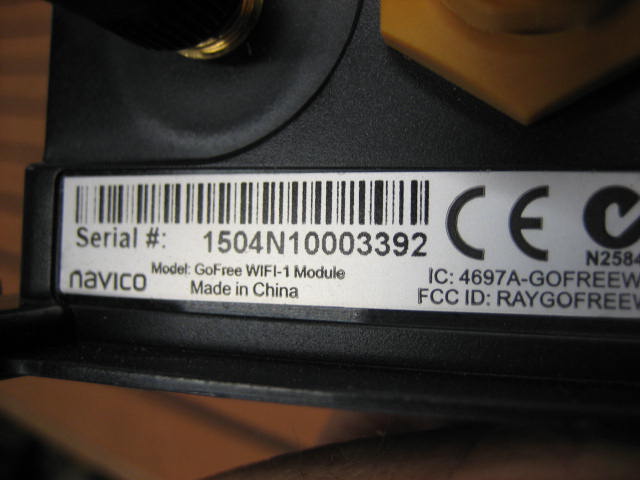 Serial #: 1504N10003392
CE
N2584
navico
Model: GoFree WIFI-1 Module
Made in China
IC: 4697A-GOFREEW
FCC ID: RAYGOFREEW